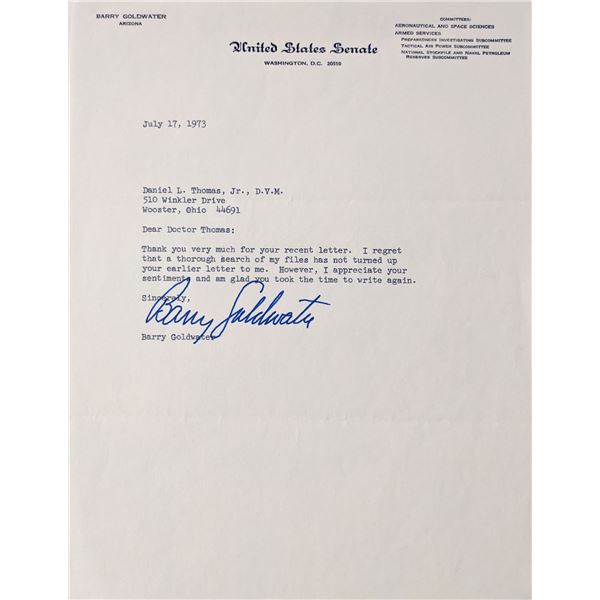 BARRY GOLDWATER
ARIZONA
United States Senate
WASHINGTON, D.C. 20510
COMMITTEES:
AERONAUTICAL AND SPACE SCIENCES
ARMED SERVICES
PREPAREDNESS INVESTIGATING SUBCOMMITTEE
TACTICAL AIR POWER SUBCOMMITTEE
NATIONAL STOCKPILE AND NAVAL PETROLEUM
RESERVES SUBCOMMITTEE
July 17, 1973
Daniel L. Thomas, Jr., D.V.M.
510 Winkler Drive
Wooster, Ohio 44691
Dear Doctor Thomas:
Thank you very much for your recent letter. I regret
that a thorough search of my files has not turned up
your earlier letter to me. However, I appreciate your
sentiments and am glad you took the time to write again.
Sincerely,
Barry Goldwater
Barry Goldwater